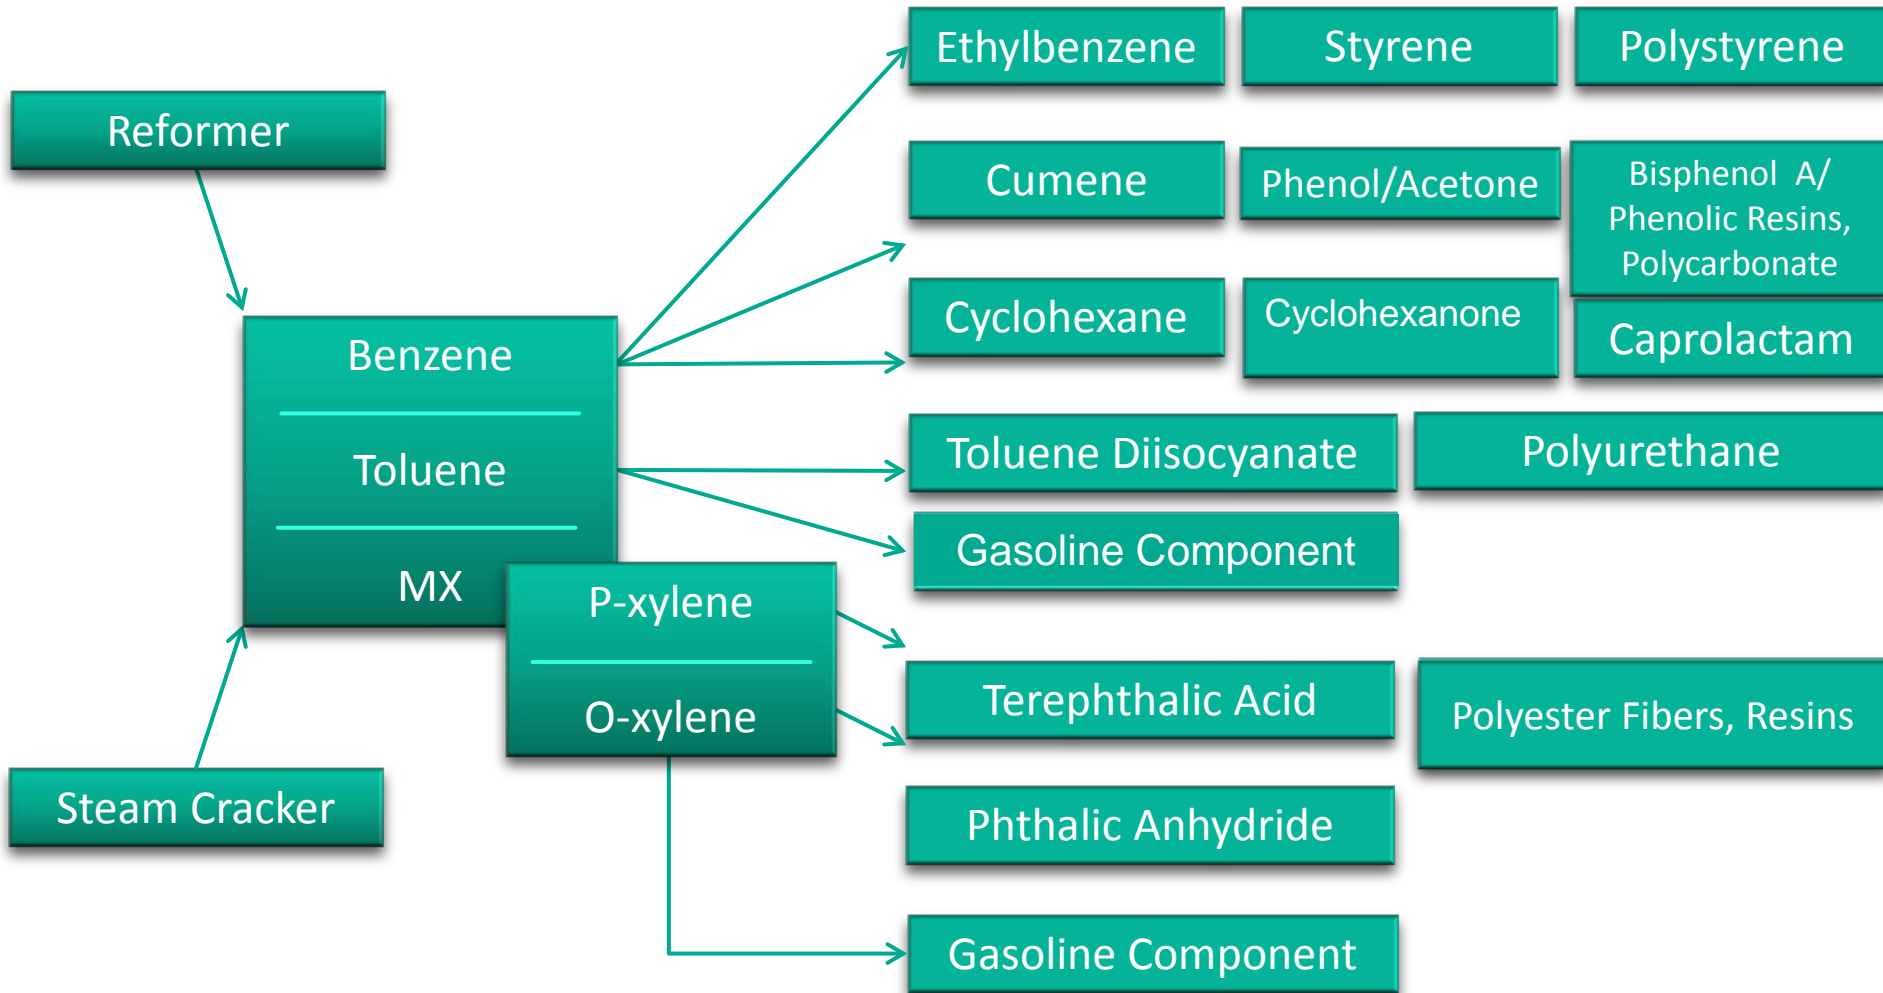 Ethylbenzene
Styrene
Polystyrene
Reformer
Cumene
Phenol/Acetone
Bisphenol A/
Phenolic Resins,
Polycarbonate
Cyclohexane
Cyclohexanone
Caprolactam
Benzene
Toluene
MX
Toluene Diisocyanate
Polyurethane
Gasoline Component
P-xylene
O-xylene
Terephthalic Acid
Polyester Fibers, Resins
Steam Cracker
Phthalic Anhydride
Gasoline Component